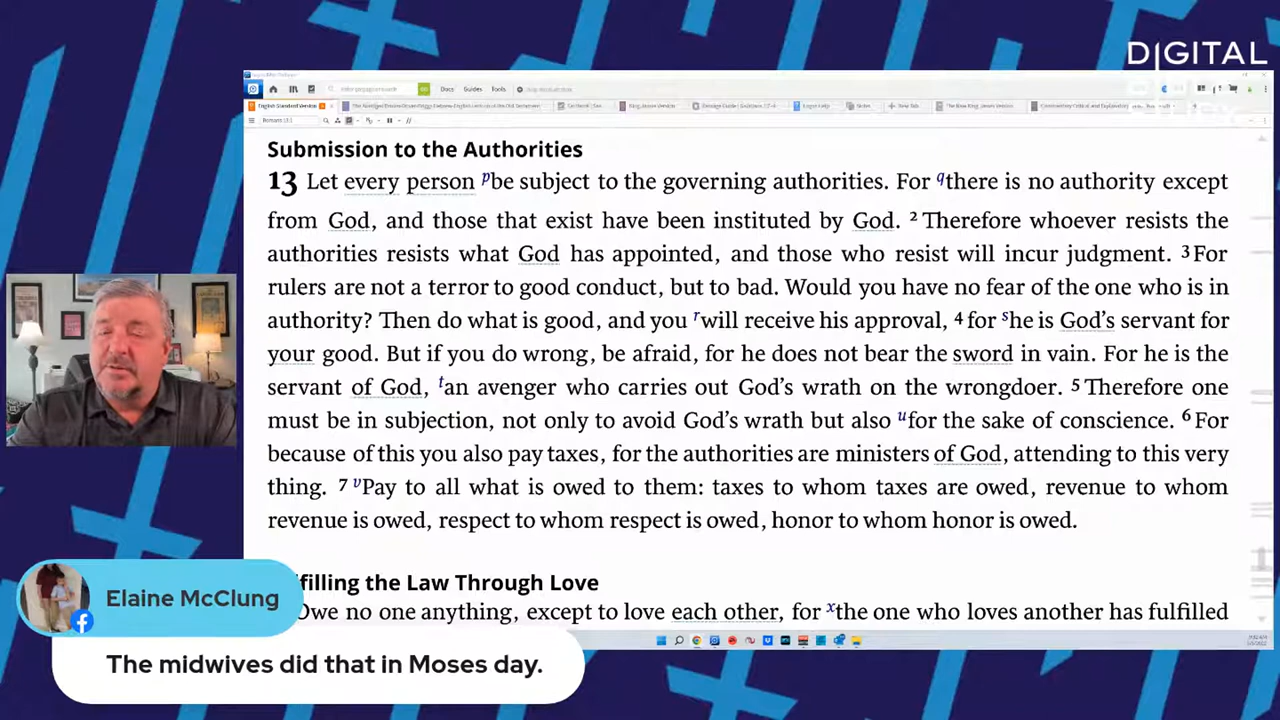 DIGITAL
Docs Guides Tools
English Standard Version
King James Version
Notes
New Tab
Submission to the Authorities
13 Let every person pbe subject to the governing authorities. For qthere is no authority except
from God, and those that exist have been instituted by God. 2 Therefore whoever resists the
authorities resists what God has appointed, and those who resist will incur judgment. 3 For
rulers are not a terror to good conduct, but to bad. Would you have no fear of the one who is in
authority? Then do what is good, and you rwill receive his approval, 4 for she is God’s servant for
your good. But if you do wrong, be afraid, for he does not bear the sword in vain. For he is the
servant of God, tan avenger who carries out God’s wrath on the wrongdoer. 5 Therefore one
must be in subjection, not only to avoid God’s wrath but also ufor the sake of conscience. 6 For
because of this you also pay taxes, for the authorities are ministers of God, attending to this very
thing. 7 vPay to all what is owed to them: taxes to whom taxes are owed, revenue to whom
revenue is owed, respect to whom respect is owed, honor to whom honor is owed.
filling the Law Through Love
Owe no one anything, except to love each other, for xthe one who loves another has fulfilled
Elaine McClung
The midwives did that in Moses day.